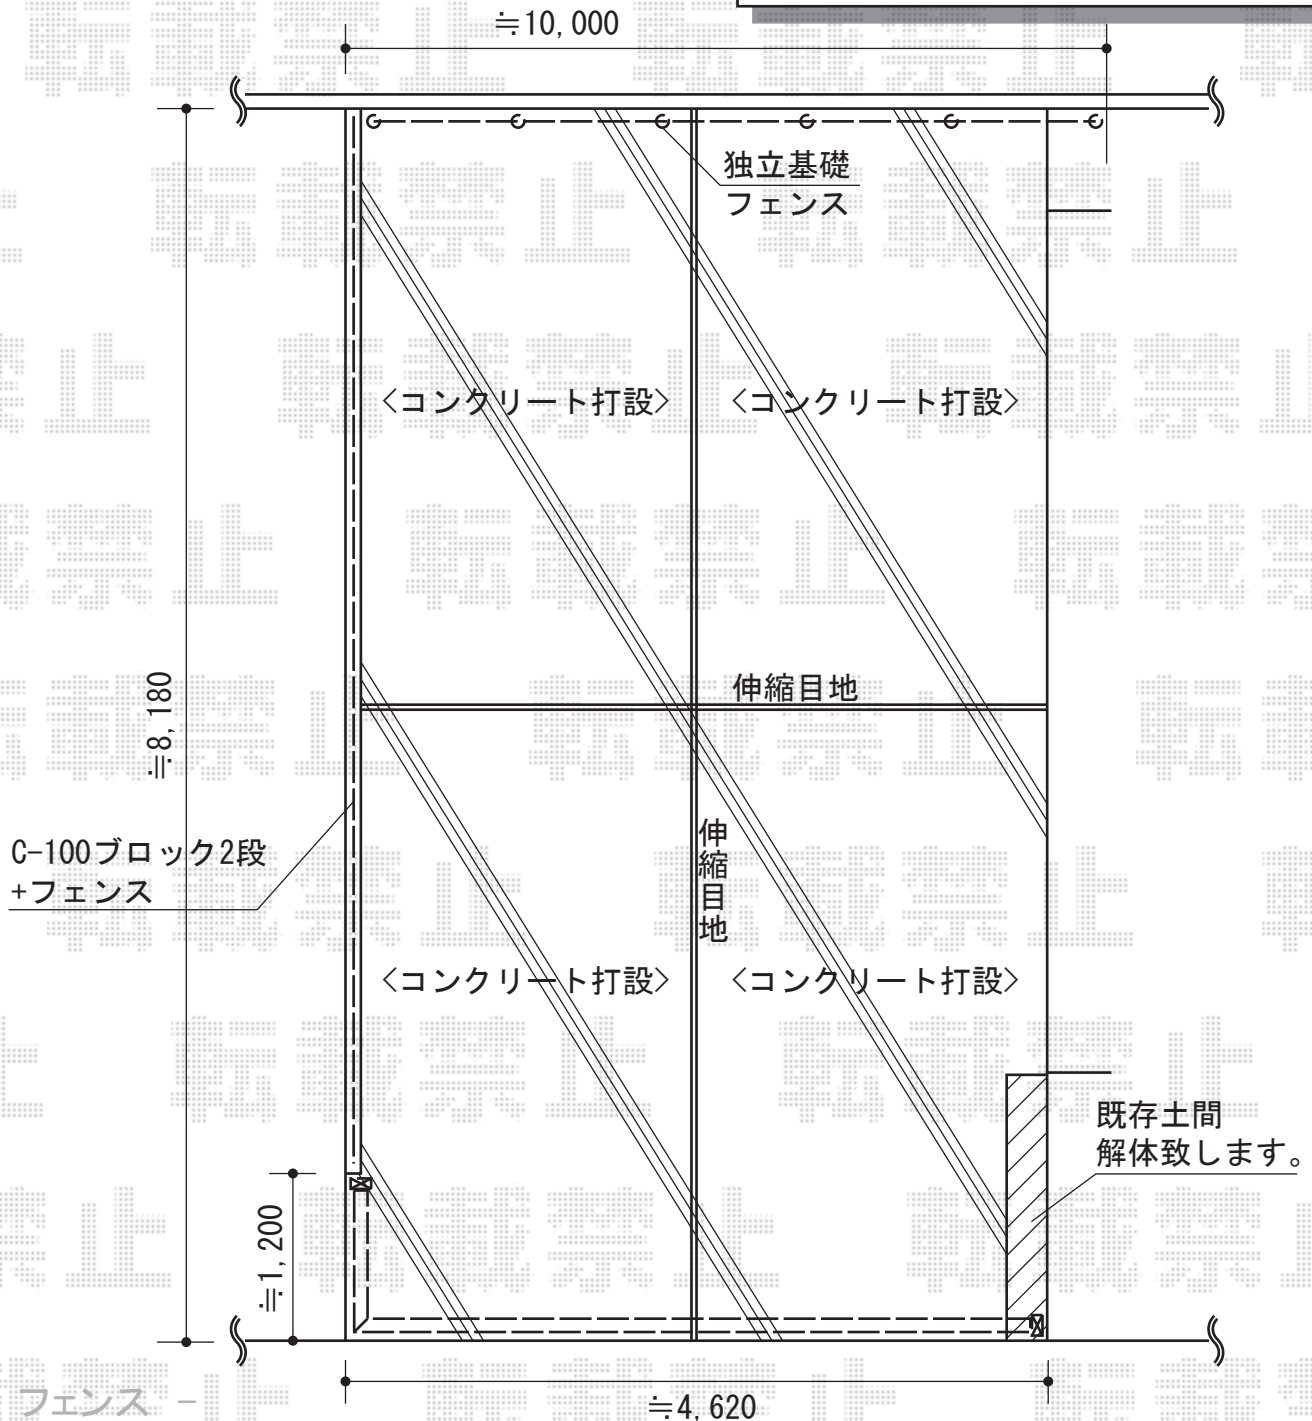 ≒10,000
独立基礎
フェンス
<コンクリート打設>
<コンクリート打設>
伸縮目地
≒8,180
伸縮目地
C-100ブロック2段
+フェンス
<コンクリート打設>
<コンクリート打設>
既存土間
解体致します。
≒1,200
≒4,620
フェンス -
転載禁止